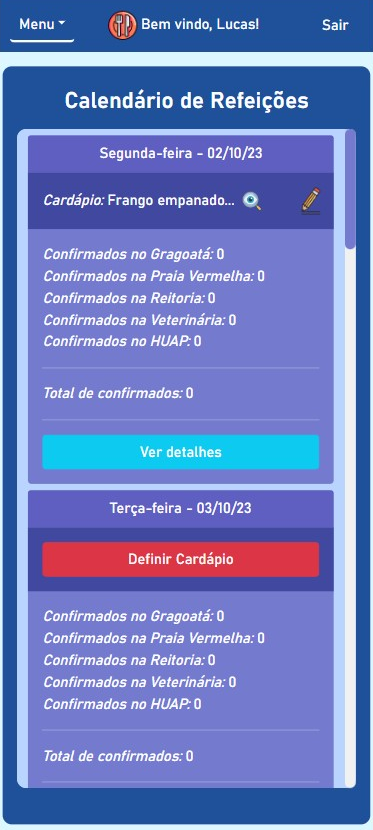 Menu
Bem vindo, Lucas!
Sair
Calendário de Refeições
Segunda-feira - 02/10/23
Cardápio: Frango empanado...
Confirmados no Gragoatá: 0
Confirmados na Praia Vermelha: 0
Confirmados na Reitoria: 0
Confirmados na Veterinária: 0
Confirmados no HUAP: 0
Total de confirmados: 0
Ver detalhes
Terça-feira - 03/10/23
Definir Cardápio
Confirmados no Gragoatá: 0
Confirmados na Praia Vermelha: 0
Confirmados na Reitoria: 0
Confirmados na Veterinária: 0
Confirmados no HUAP: 0
Total de confirmados: 0